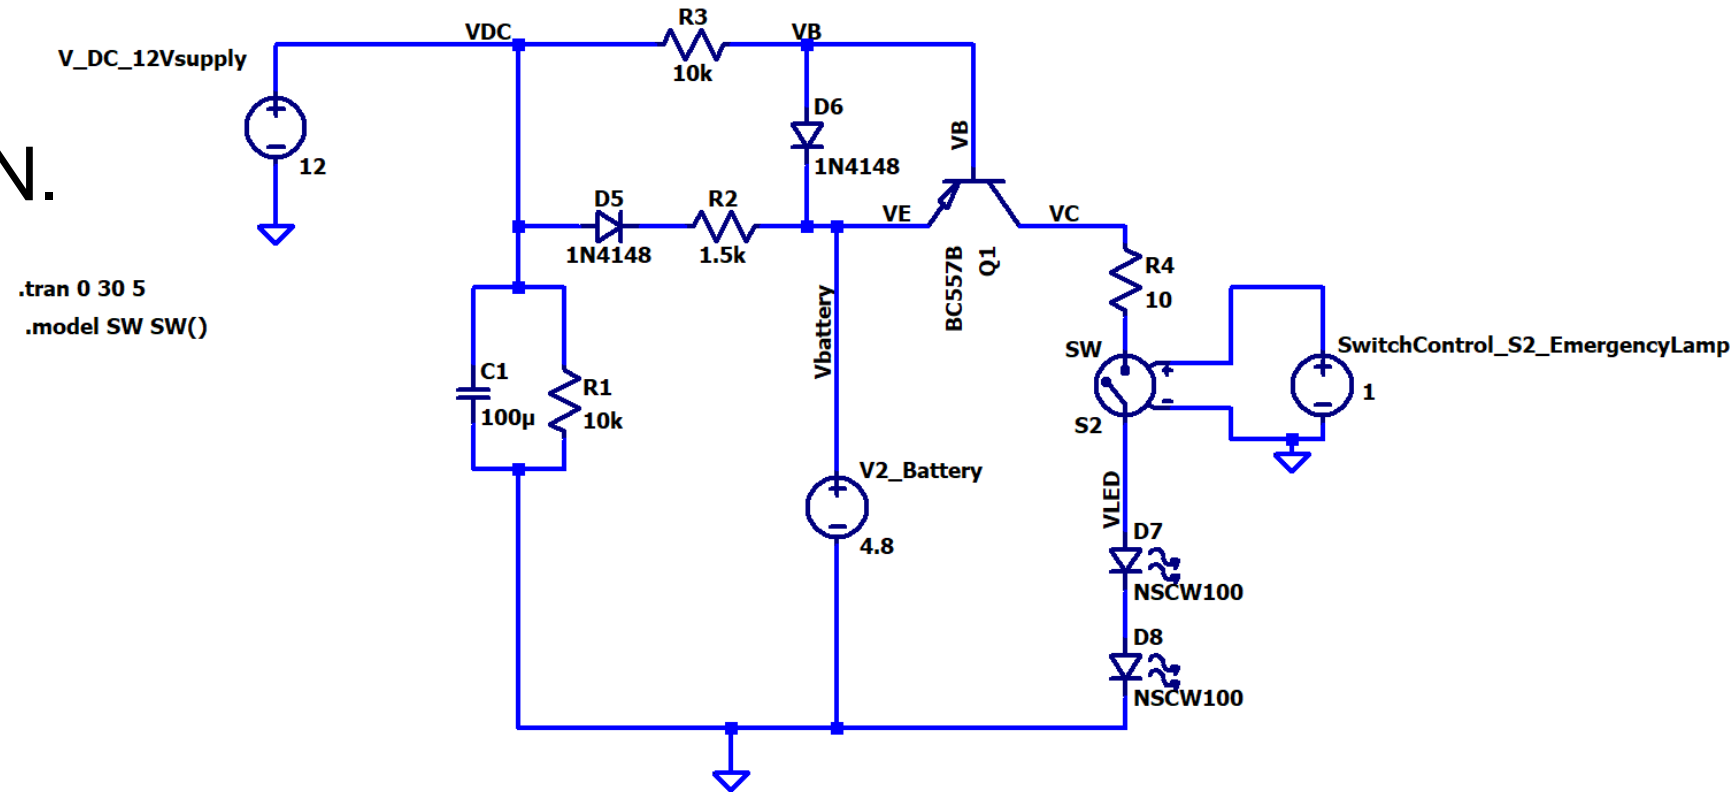 R3
VDC
VB
V_DC_12Vsupply
10k
D6
VB
N.
12
1N4148
D5
R2
VE
VC
1N4148
1.5k
BC557B
Q1
R4
.tran 0 30 5
10
.model SW SW()
Vbattery
SW
SwitchControl_S2_EmergencyLamp
C1
R1
1
100µ
10k
S2
V2_Battery
VLED
D7
4.8
NSCW100
D8
NSCW100